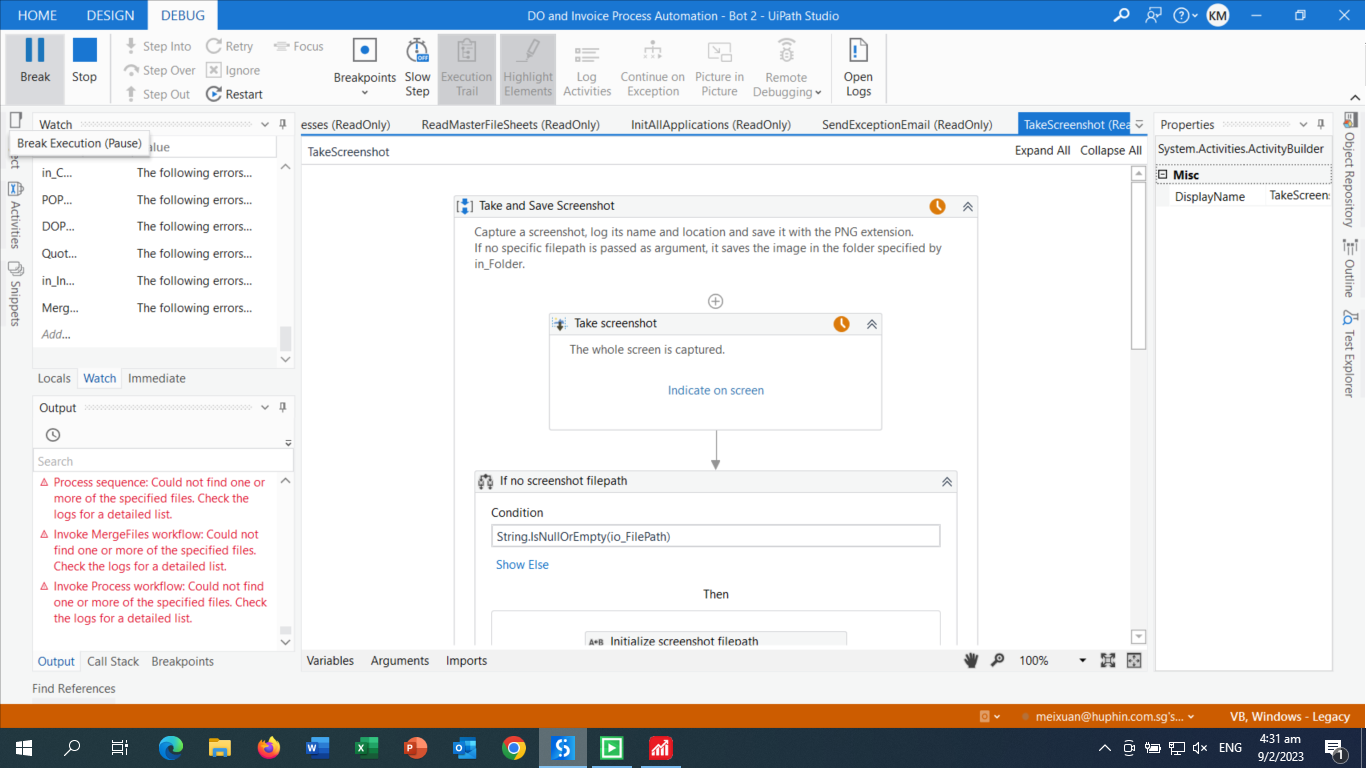 HOME DESIGN DEBUG DO and Invoice Process Automation - Bot 2 - UiPath Studio KM
Break
Stop
Step Into Retry Focus
Step Over Ignore
Step Out Restart
Breakpoints
Slow
Step
Execution
Trail
Highlight
Elements
Log
Activities
Continue on
Exception
Picture in
Picture
Remote
Debugging
Open
Logs
Watch
Break Execution (Pause)
alue
in_C... The following errors...
POP... The following errors...
DOP... The following errors...
Quot... The following errors...
in_In... The following errors...
Merg... The following errors...
Add...
Locals Watch Immediate
Output
Search
Process sequence: Could not find one or
more of the specified files. Check the
logs for a detailed list.
Invoke MergeFiles workflow: Could not
find one or more of the specified files.
Check the logs for a detailed list.
Invoke Process workflow: Could not find
one or more of the specified files. Check
the logs for a detailed list.
Output Call Stack Breakpoints
Find References
ect
Activities
Snippets
esses (ReadOnly) ReadMasterFileSheets (ReadOnly) InitAllApplications (ReadOnly) SendExceptionEmail (ReadOnly) TakeScreenshot (Rea
TakeScreenshot Expand All Collapse All
Take and Save Screenshot
Capture a screenshot, log its name and location and save it with the PNG extension.
If no specific filepath is passed as argument, it saves the image in the folder specified by
in_Folder.
Take screenshot
The whole screen is captured.
Indicate on screen
If no screenshot filepath
Condition
String.IsNullOrEmpty(io_FilePath)
Show Else
Then
A*B Initialize screenshot filepath
Variables Arguments Imports 100%
Properties
System.Activities.ActivityBuilder
Misc
DisplayName TakeScreen
Object Repository
Outline
Test Explorer
meixuan@huphin.com.sg's... VB, Windows - Legacy
ENG
4:31 am
9/2/2023
1